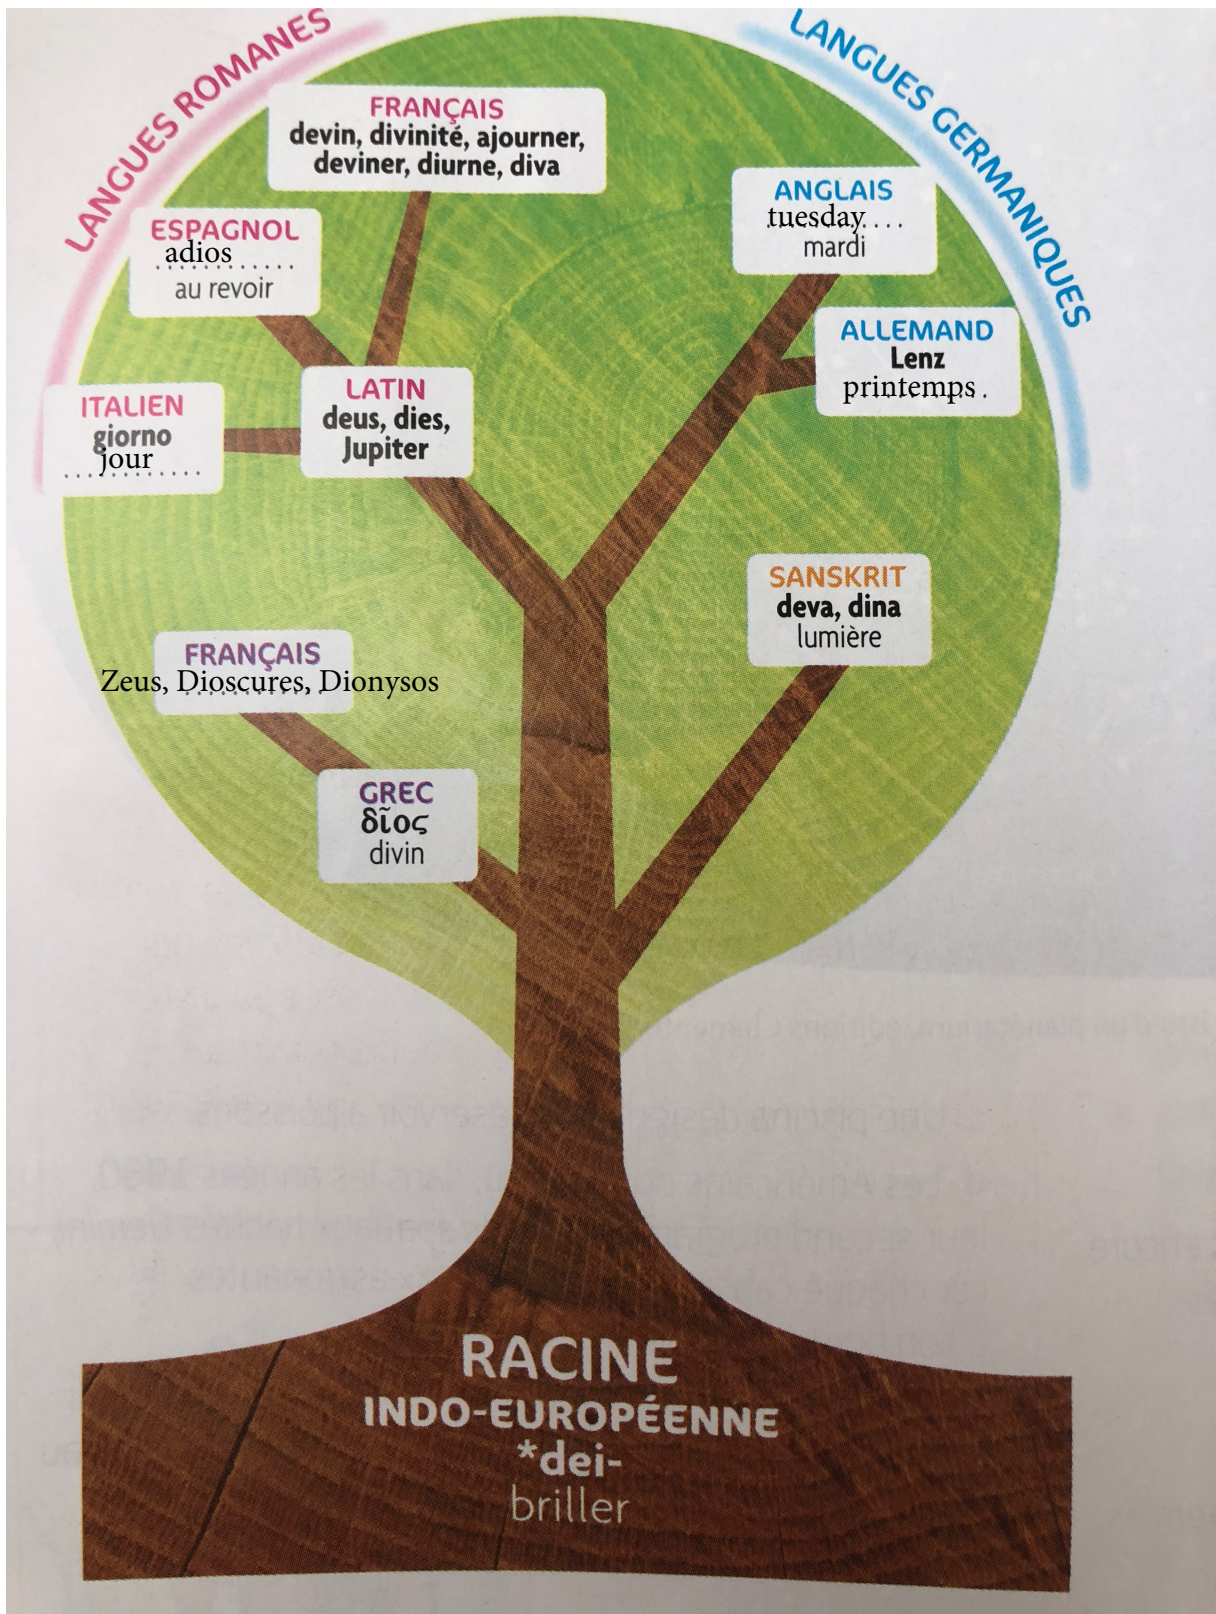 LANGUES ROMANES
LANGUES GERMANIQUES
FRANÇAIS
devin, divinité, ajourner,
deviner, diurne, diva
ANGLAIS
tuesday....
mardi
ESPAGNOL
adios
............
au revoir
ALLEMAND
Lenz
printemps .
ITALIEN
giorno
jour
............
LATIN
deus, dies,
Jupiter
SANSKRIT
deva, dina
lumière
FRANÇAIS
Zeus, Dioscures, Dionysos
GREC
δῖος
divin
RACINE
INDO-EUROPÉENNE
*dei-
briller